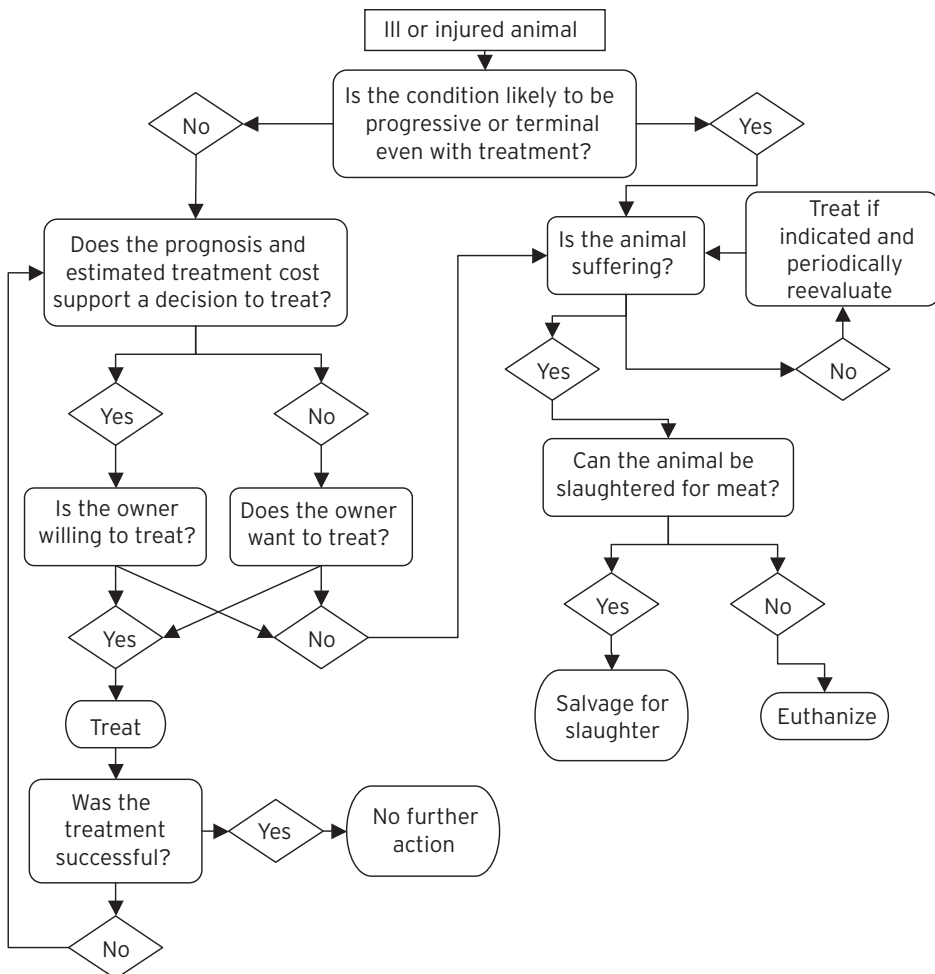 Ill or injured animal
Is the condition likely to be
progressive or terminal
even with treatment?
No
Yes
Does the prognosis and
estimated treatment cost
support a decision to treat?
Is the animal
suffering?
Treat if
indicated and
periodically
reevaluate
Yes
No
Yes
No
Is the owner
willing to treat?
Does the owner
want to treat?
Can the animal be
slaughtered for meat?
Yes
No
Yes
No
Treat
Salvage for
slaughter
Euthanize
Was the
treatment
successful?
Yes
No further
action
No